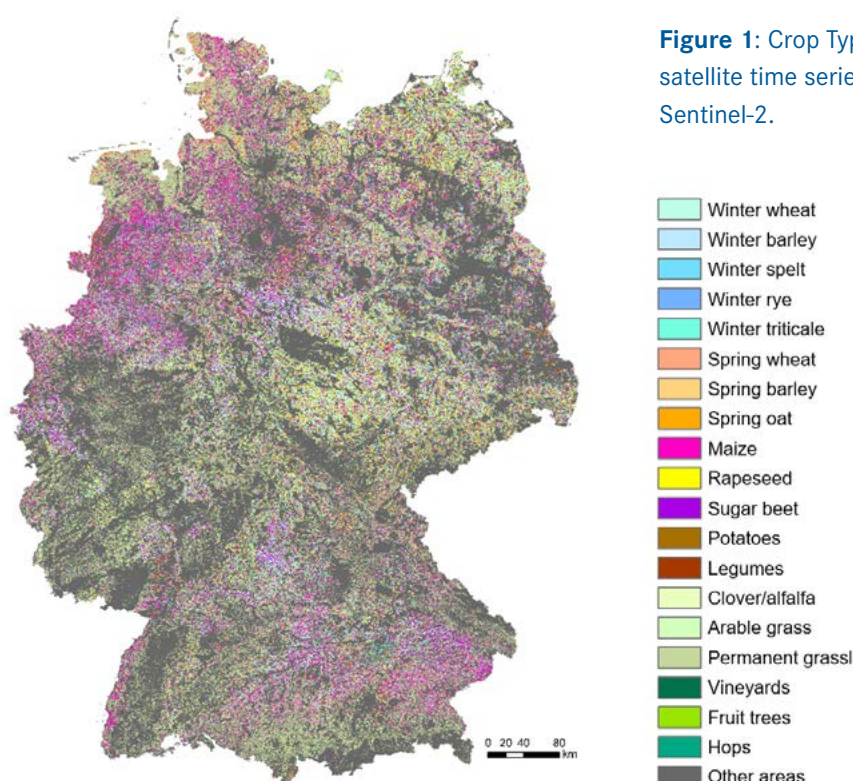 Figure 1: Crop Typ
satellite time serie
Sentinel-2.
Winter wheat
Winter barley
Winter spelt
Winter rye
Winter triticale
Spring wheat
Spring barley
Spring oat
Maize
Rapeseed
Sugar beet
Potatoes
Legumes
Clover/alfalfa
Arable grass
Permanent grassl
Vineyards
Fruit trees
Hops
Other areas
0 20 40 80
km